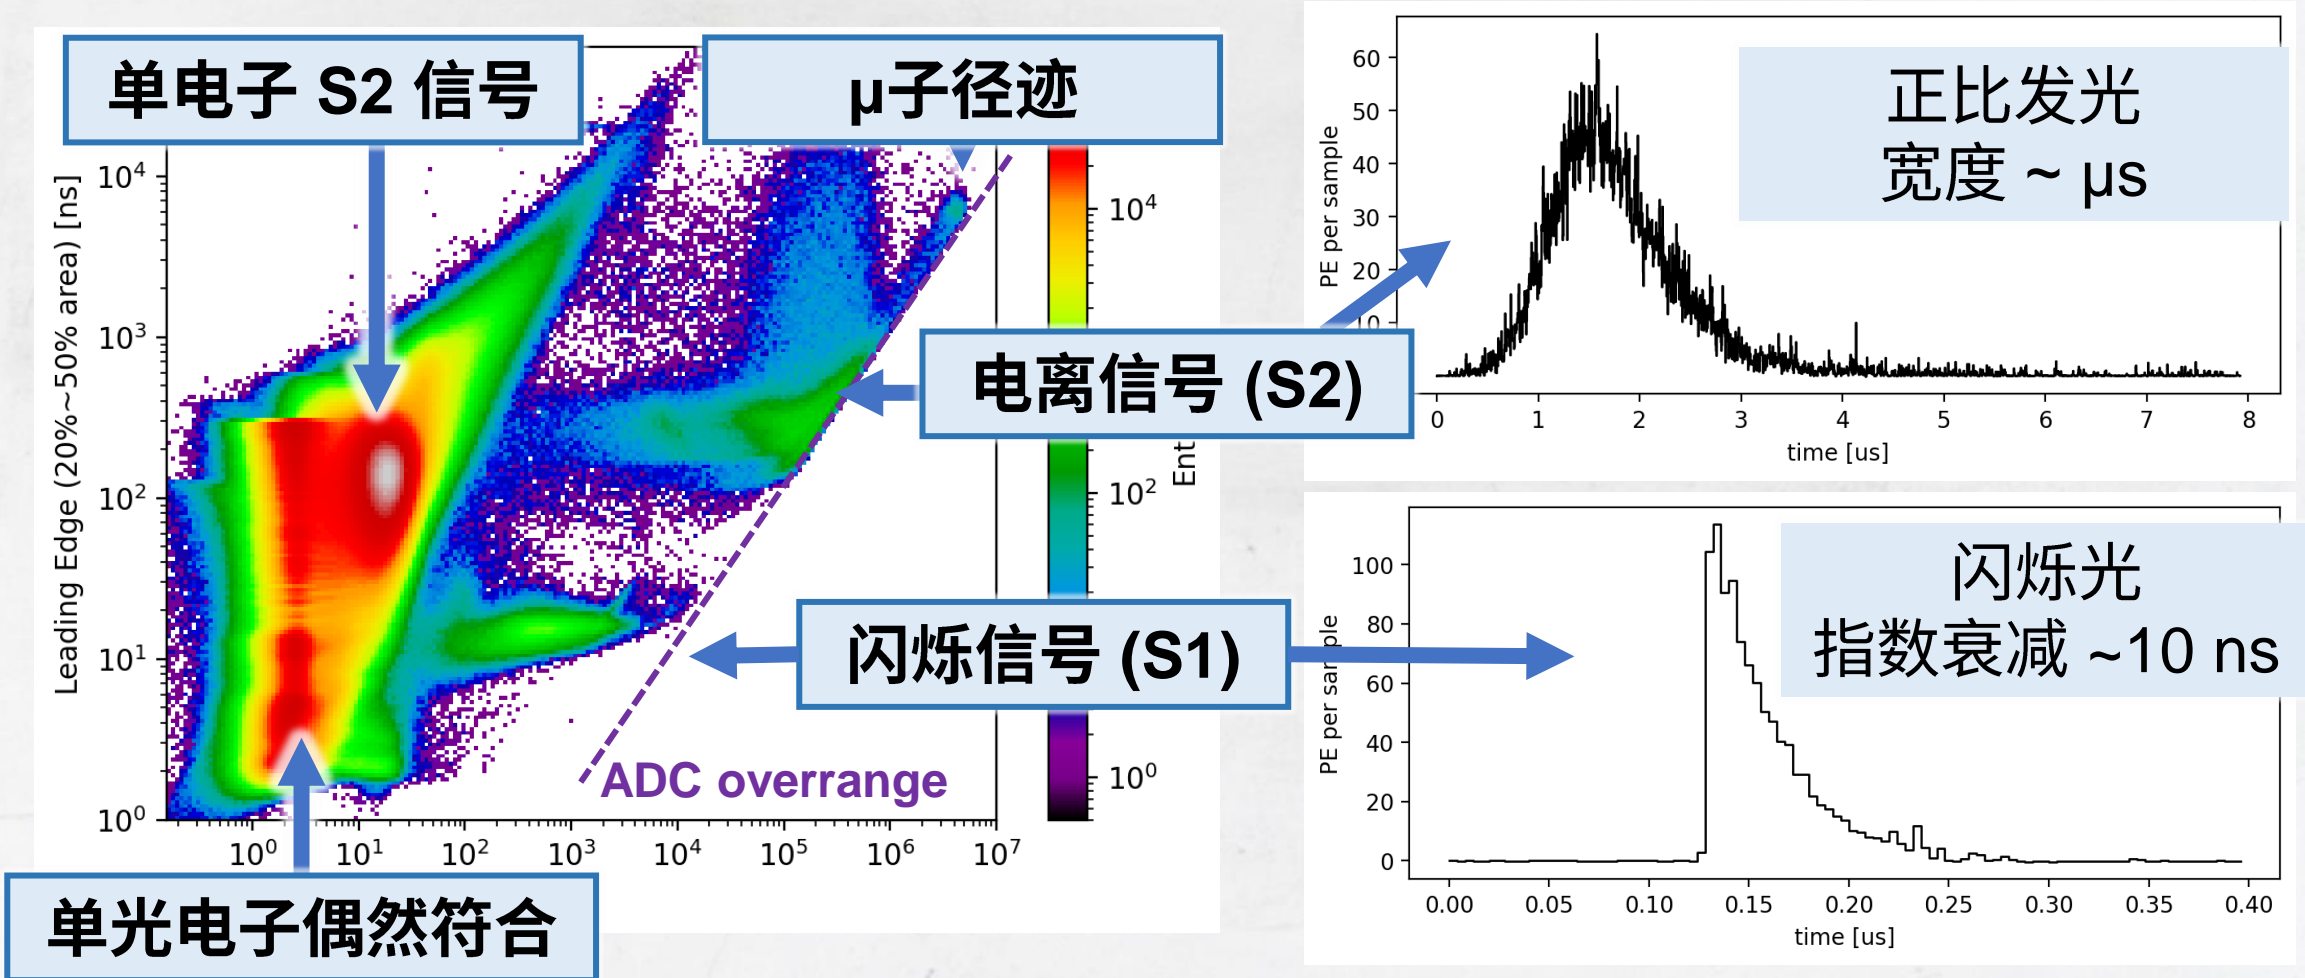 单电子 S2 信号
μ子径迹
Leading Edge (20%~50% area) [ns]
10⁴
10³
10²
10¹
10⁰
10⁰ 10¹ 10² 10³ 10⁴ 10⁵ 10⁶ 10⁷
ADC overrange
10⁴
10²
10⁰
Ent
电离信号 (S2)
闪烁信号 (S1)
单光电子偶然符合
正比发光
宽度 ~ μs
PE per sample
60
50
40
30
20
10
0 1 2 3 4 5 6 7 8
time [us]
闪烁光
指数衰减 ~10 ns
PE per sample
100
80
60
40
20
0
0.00 0.05 0.10 0.15 0.20 0.25 0.30 0.35 0.40
time [us]